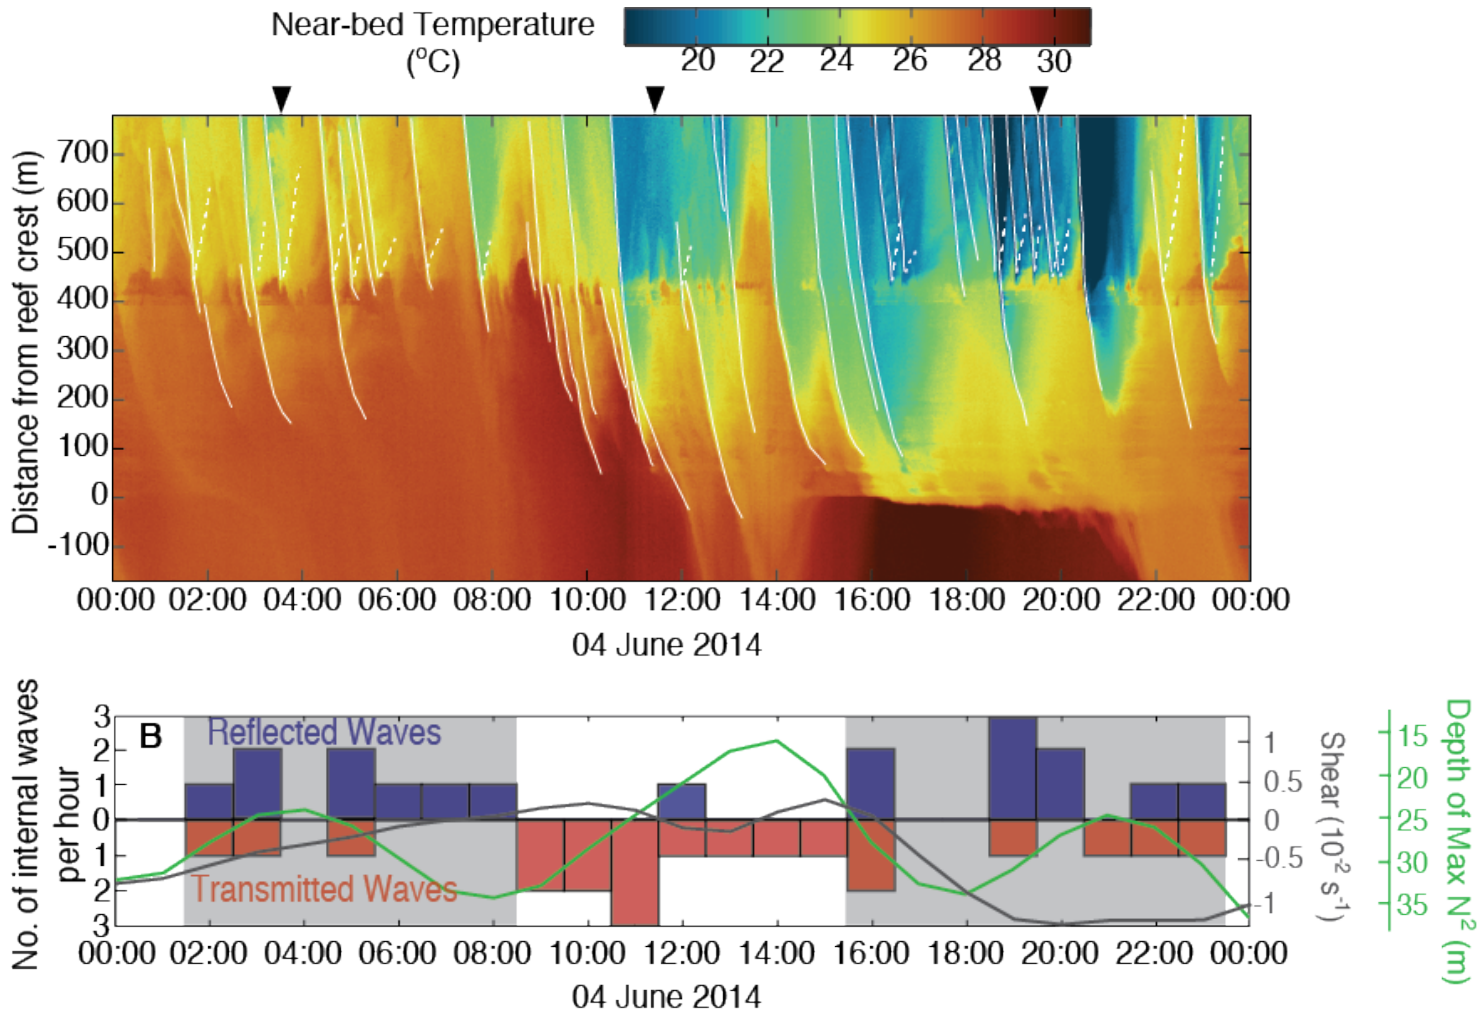 Near-bed Temperature
(°C)
20 22 24 26 28 30
Distance from reef crest (m)
700
600
500
400
300
200
100
0
-100
00:00 02:00 04:00 06:00 08:00 10:00 12:00 14:00 16:00 18:00 20:00 22:00 00:00
04 June 2014
No. of internal waves
per hour
3
2
1
0
1
2
3
B
Reflected Waves
Transmitted Waves
1
0.5
0
-0.5
-1
Shear (10⁻² s⁻¹)
15
20
25
30
35
Depth of Max N² (m)
00:00 02:00 04:00 06:00 08:00 10:00 12:00 14:00 16:00 18:00 20:00 22:00 00:00
04 June 2014